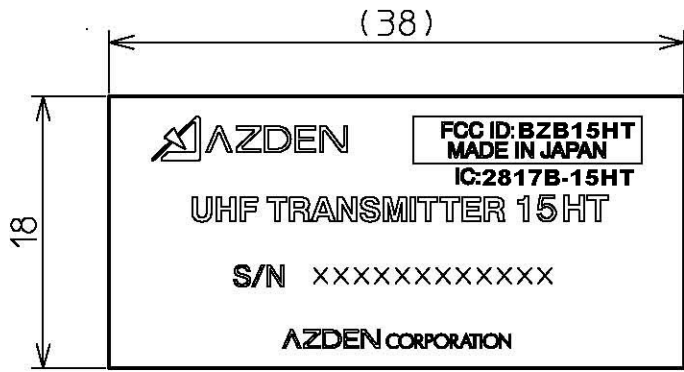 (38)
18
AZDEN
FCC ID:BZB15HT
MADE IN JAPAN
IC:2817B-15HT
UHF TRANSMITTER 15HT
S/N XXXXXXXXXXXX
AZDEN CORPORATION